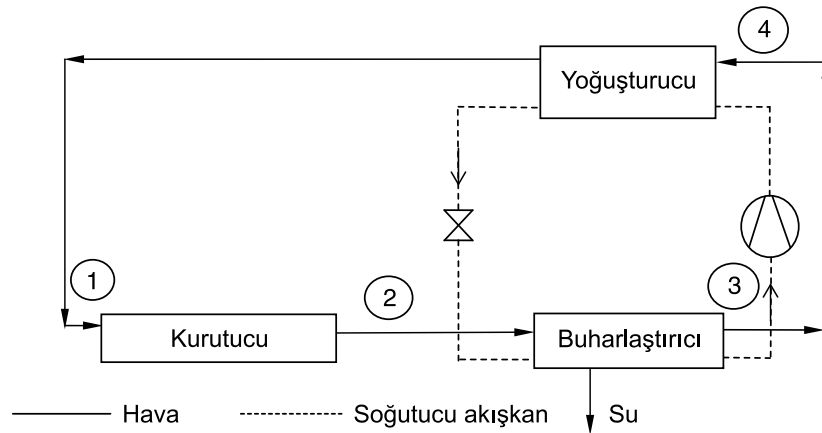 4
Yoğuşturucu
1
2
3
Kurutucu
Buharlaştırıcı
Hava
Soğutucu akışkan
Su